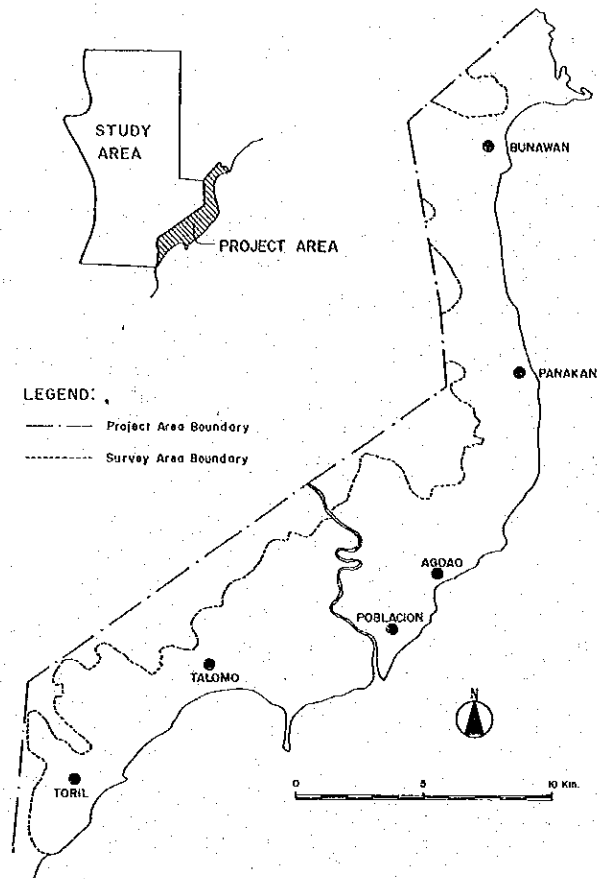 STUDY
AREA
PROJECT AREA
BUNAWAN
PANAKAN
LEGEND:
Project Area Boundary
Survey Area Boundary
AGDAO
POBLACION
TALOMO
N
0 5 10 Km.
TORIL